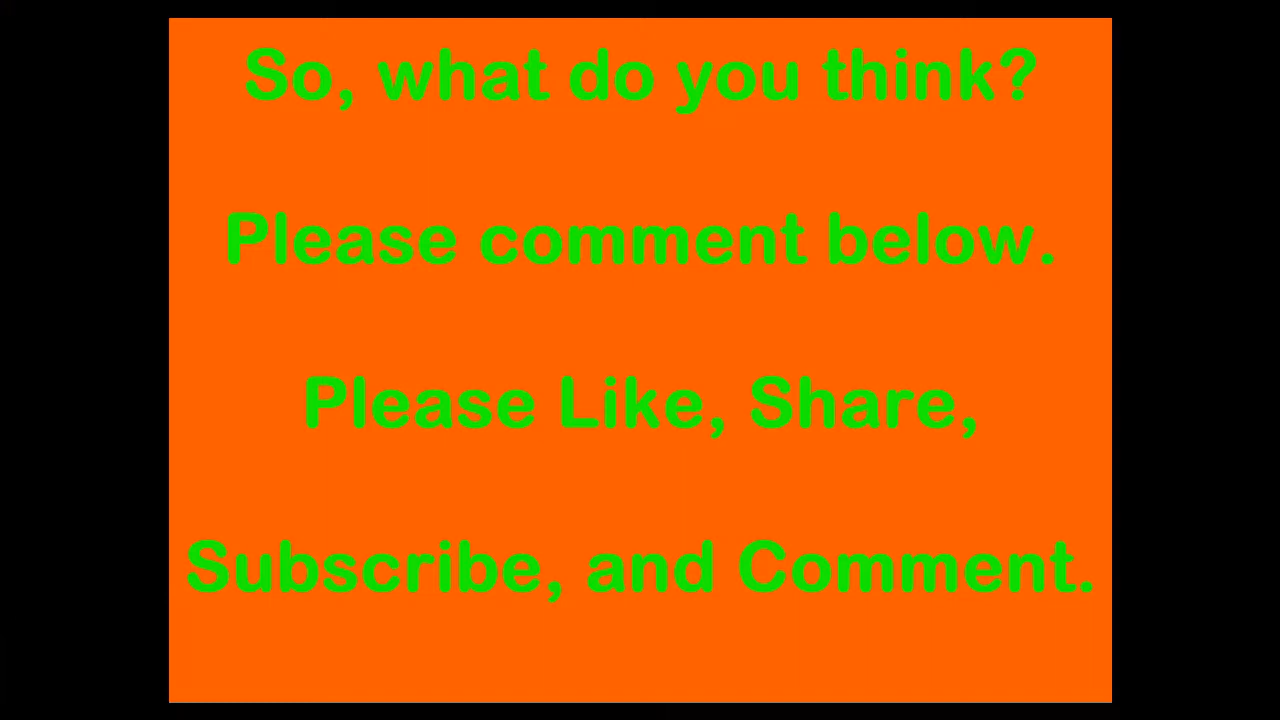 So, what do you think?
Please comment below.
Please Like, Share,
Subscribe, and Comment.